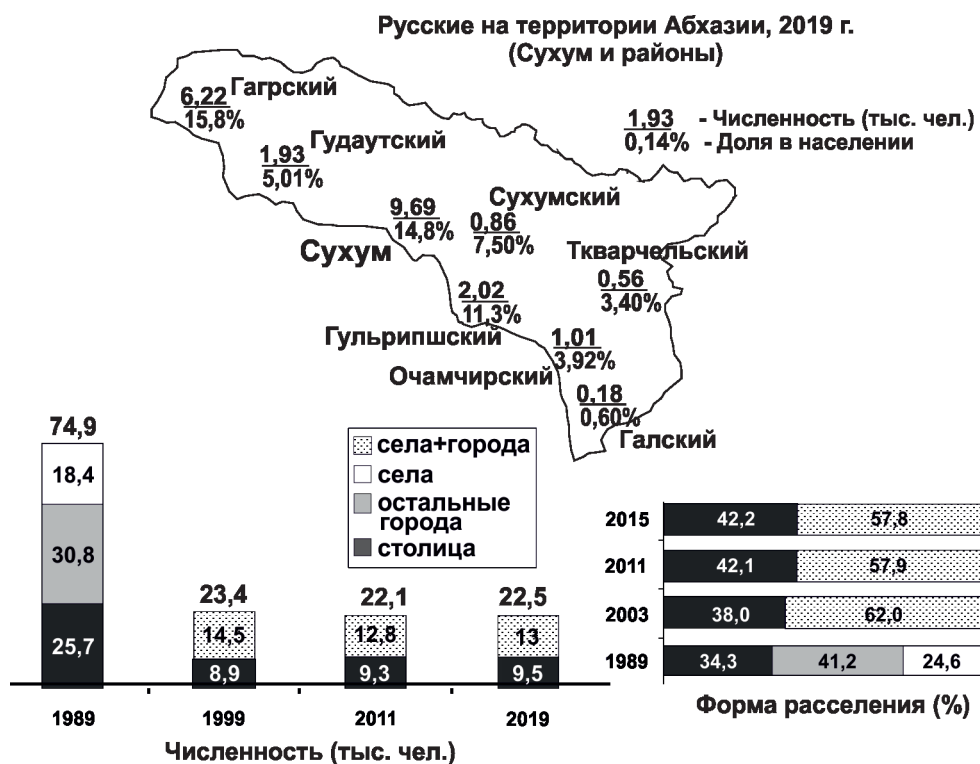 Русские на территории Абхазии, 2019 г.
(Сухум и районы)
Гагрский
6,22
15,8%
Гудаутский
1,93
5,01%
1,93 - Численность (тыс. чел.)
0,14% - Доля в населении
Сухумский
9,69
14,8%
0,86
7,50%
Сухум
Ткварчельский
0,56
3,40%
2,02
11,3%
Гульрипшский
1,01
3,92%
Очамчирский
0,18
0,60%
Галский
74,9
18,4
30,8
25,7
23,4
14,5
8,9
22,1
12,8
9,3
22,5
13
9,5
1989 1999 2011 2019
Численность (тыс. чел.)
села+города
села
остальные
города
столица
2015 42,2 57,8
2011 42,1 57,9
2003 38,0 62,0
1989 34,3 41,2 24,6
Форма расселения (%)